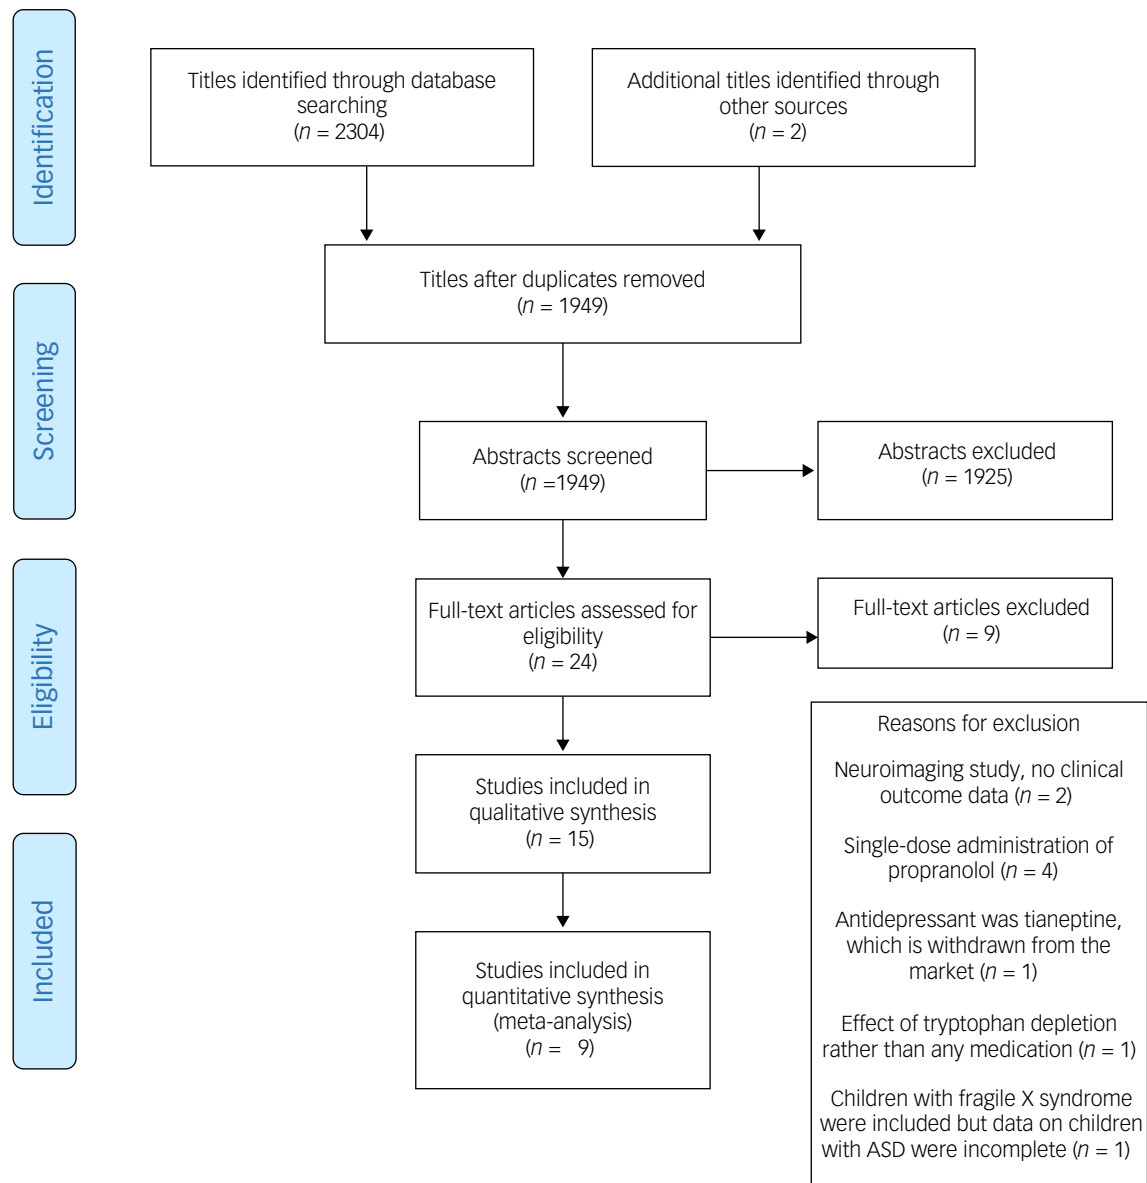 Identification
Titles identified through database
searching
(n = 2304)
Additional titles identified through
other sources
(n = 2)
Titles after duplicates removed
(n = 1949)
Screening
Abstracts screened
(n =1949)
Abstracts excluded
(n = 1925)
Eligibility
Full-text articles assessed for
eligibility
(n = 24)
Full-text articles excluded
(n = 9)
Reasons for exclusion
Neuroimaging study, no clinical
outcome data (n = 2)
Single-dose administration of
propranolol (n = 4)
Antidepressant was tianeptine,
which is withdrawn from the
market (n = 1)
Effect of tryptophan depletion
rather than any medication (n = 1)
Children with fragile X syndrome
were included but data on children
with ASD were incomplete (n = 1)
Studies included in
qualitative synthesis
(n = 15)
Included
Studies included in
quantitative synthesis
(meta-analysis)
(n = 9)